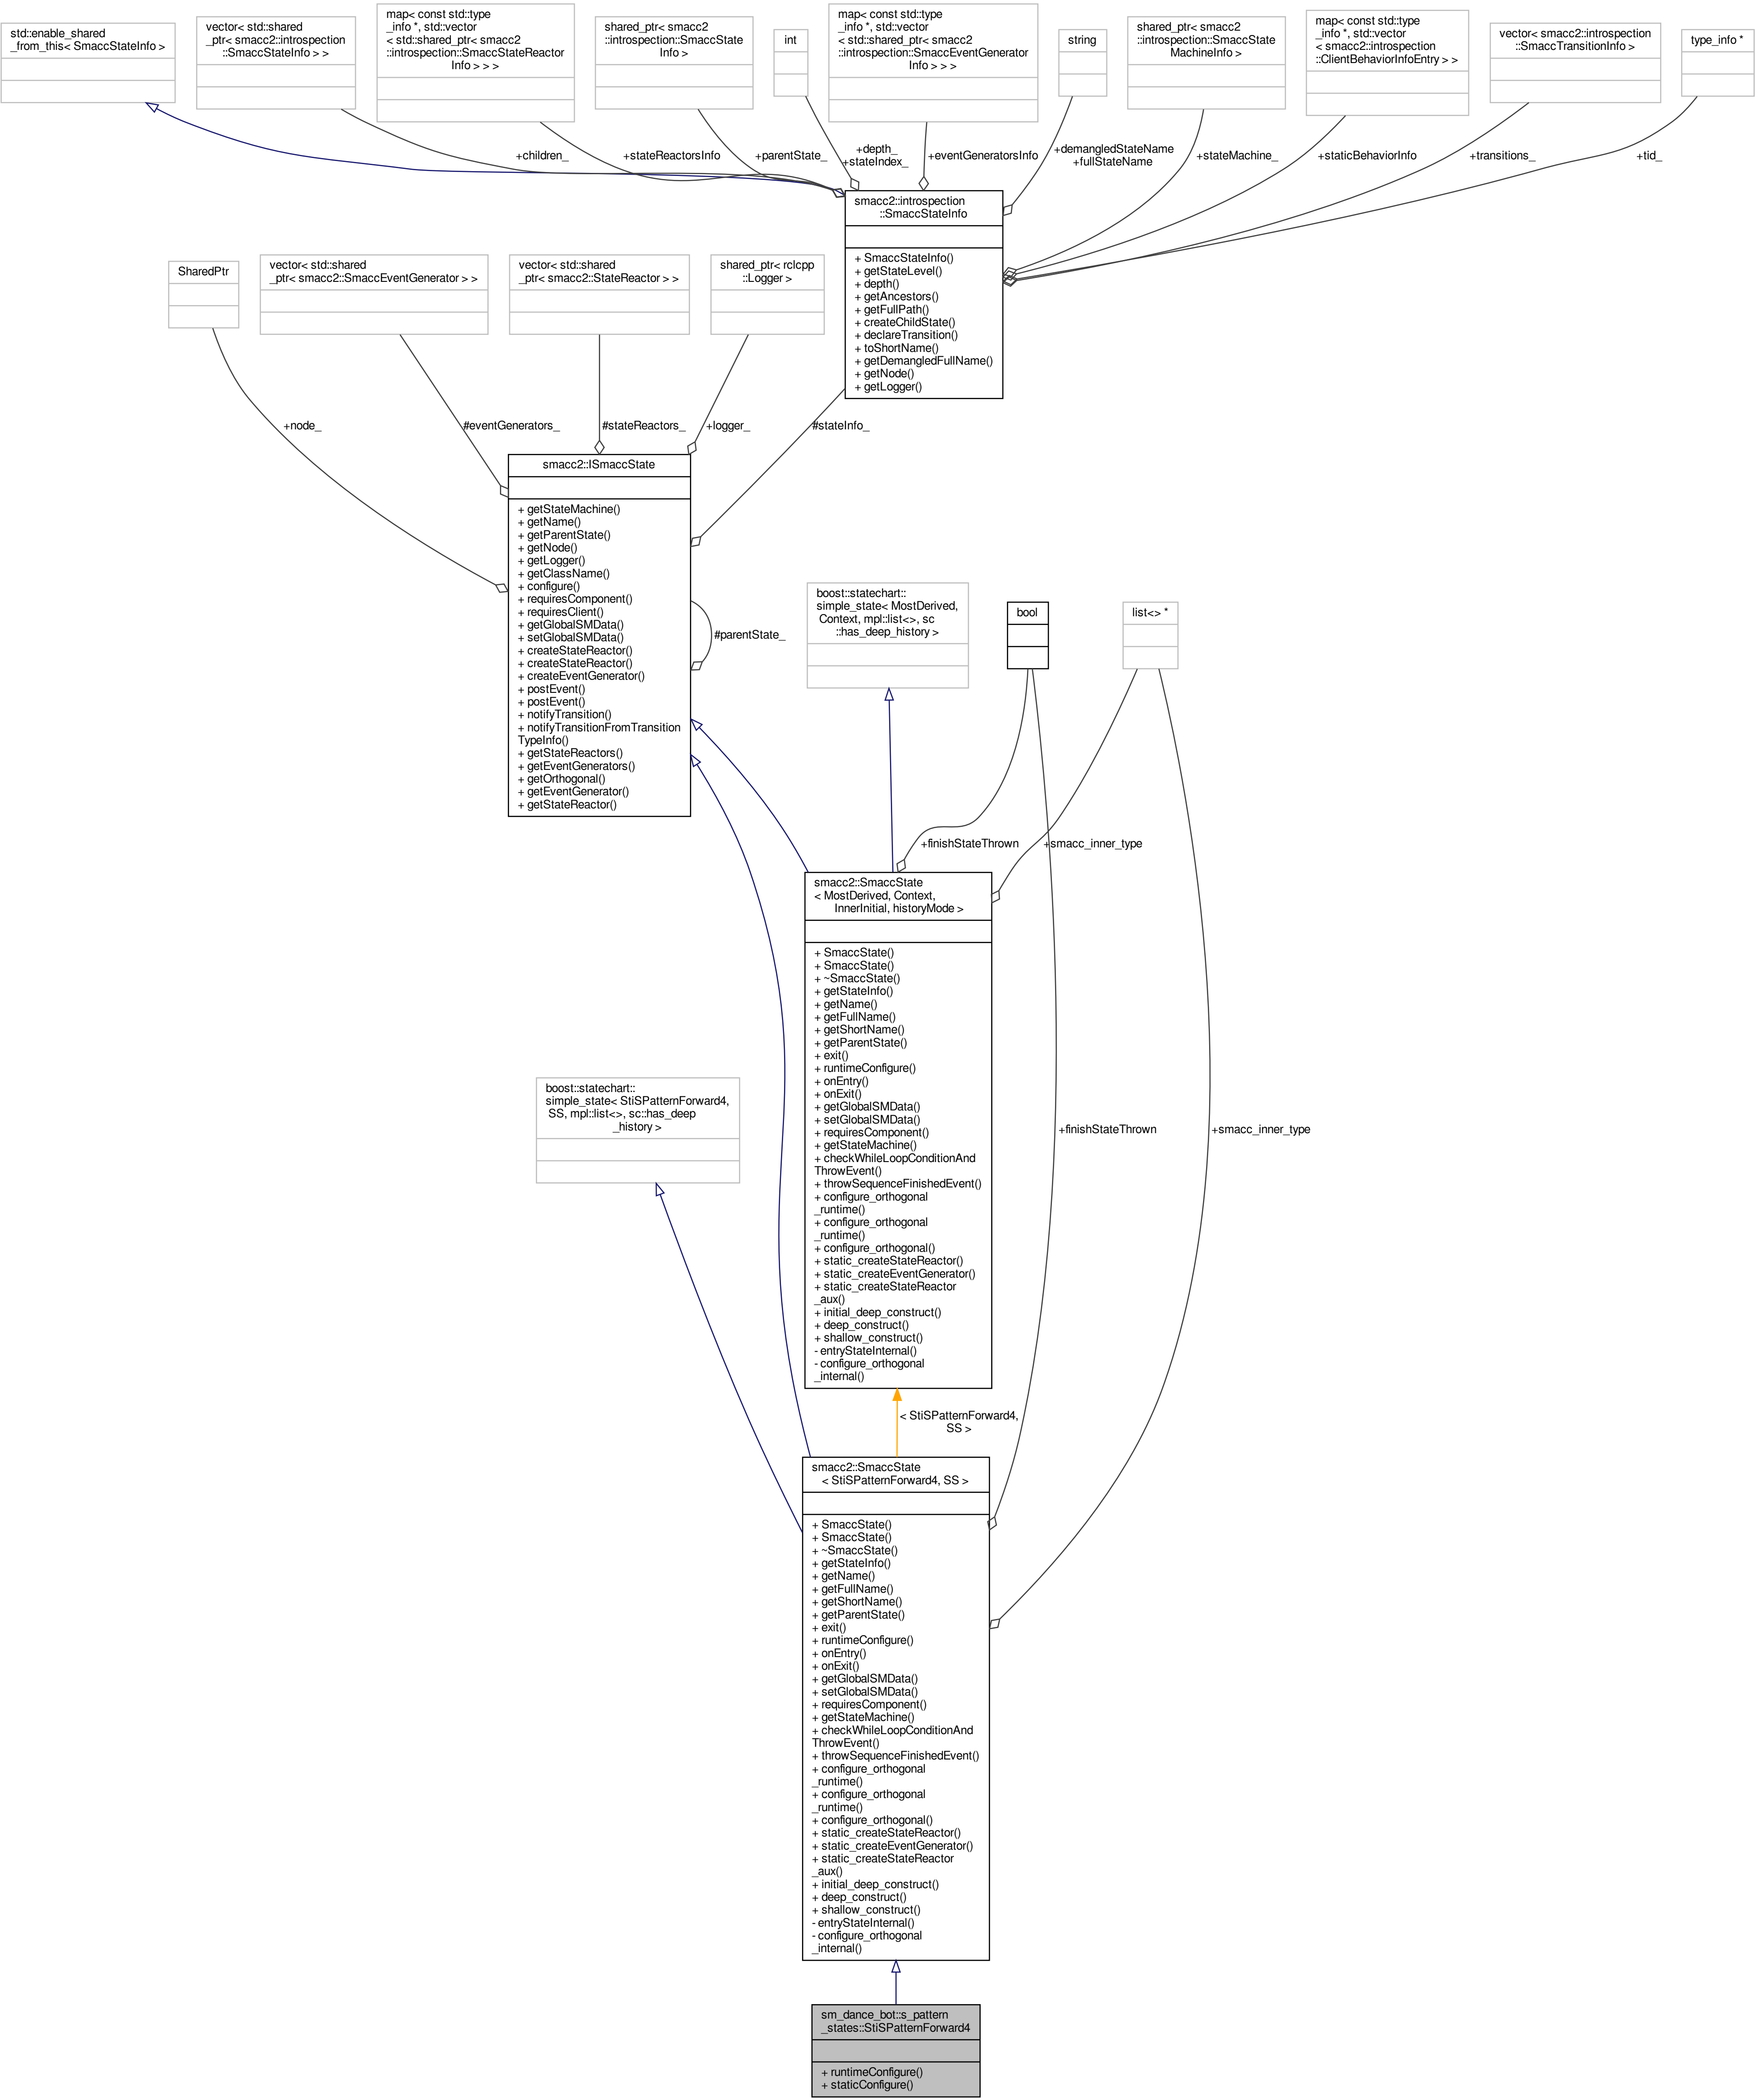 std::enable_shared
_from_this< SmaccStateInfo >
vector< std::shared
_ptr< smacc2::introspection
::SmaccStateInfo > >
map< const std::type
_info *, std::vector
< std::shared_ptr< smacc2
::introspection::SmaccStateReactor
Info > > >
shared_ptr< smacc2
::introspection::SmaccState
Info >
int
map< const std::type
_info *, std::vector
< std::shared_ptr< smacc2
::introspection::SmaccEventGenerator
Info > > >
string
shared_ptr< smacc2
::introspection::SmaccState
MachineInfo >
map< const std::type
_info *, std::vector
< smacc2::introspection
::ClientBehaviorInfoEntry > >
vector< smacc2::introspection
::SmaccTransitionInfo >
type_info *
+children_
+stateReactorsInfo
+parentState_
+depth_
+stateIndex_
+eventGeneratorsInfo
+demangledStateName
+fullStateName
+stateMachine_
+staticBehaviorInfo
+transitions_
+tid_
smacc2::introspection
::SmaccStateInfo
+ SmaccStateInfo()
+ getStateLevel()
+ depth()
+ getAncestors()
+ getFullPath()
+ createChildState()
+ declareTransition()
+ toShortName()
+ getDemangledFullName()
+ getNode()
+ getLogger()
SharedPtr
vector< std::shared
_ptr< smacc2::SmaccEventGenerator > >
vector< std::shared
_ptr< smacc2::StateReactor > >
shared_ptr< rclcpp
::Logger >
+node_
#eventGenerators_
#stateReactors_
+logger_
#stateInfo_
smacc2::ISmaccState
+ getStateMachine()
+ getName()
+ getParentState()
+ getNode()
+ getLogger()
+ getClassName()
+ configure()
+ requiresComponent()
+ requiresClient()
+ getGlobalSMData()
+ setGlobalSMData()
+ createStateReactor()
+ createStateReactor()
+ createEventGenerator()
+ postEvent()
+ postEvent()
+ notifyTransition()
+ notifyTransitionFromTransition
TypeInfo()
+ getStateReactors()
+ getEventGenerators()
+ getOrthogonal()
+ getEventGenerator()
+ getStateReactor()
#parentState_
boost::statechart::
simple_state< MostDerived,
Context, mpl::list<>, sc
::has_deep_history >
bool
list<> *
+finishStateThrown
+smacc_inner_type
smacc2::SmaccState
< MostDerived, Context,
InnerInitial, historyMode >
+ SmaccState()
+ SmaccState()
+ ~SmaccState()
+ getStateInfo()
+ getName()
+ getFullName()
+ getShortName()
+ getParentState()
+ exit()
+ runtimeConfigure()
+ onEntry()
+ onExit()
+ getGlobalSMData()
+ setGlobalSMData()
+ requiresComponent()
+ getStateMachine()
+ checkWhileLoopConditionAnd
ThrowEvent()
+ throwSequenceFinishedEvent()
+ configure_orthogonal
_runtime()
+ configure_orthogonal
_runtime()
+ configure_orthogonal()
+ static_createStateReactor()
+ static_createEventGenerator()
+ static_createStateReactor
_aux()
+ initial_deep_construct()
+ deep_construct()
+ shallow_construct()
- entryStateInternal()
- configure_orthogonal
_internal()
boost::statechart::
simple_state< StiSPatternForward4,
SS, mpl::list<>, sc::has_deep
_history >
+finishStateThrown
+smacc_inner_type
< StiSPatternForward4,
SS >
smacc2::SmaccState
< StiSPatternForward4, SS >
+ SmaccState()
+ SmaccState()
+ ~SmaccState()
+ getStateInfo()
+ getName()
+ getFullName()
+ getShortName()
+ getParentState()
+ exit()
+ runtimeConfigure()
+ onEntry()
+ onExit()
+ getGlobalSMData()
+ setGlobalSMData()
+ requiresComponent()
+ getStateMachine()
+ checkWhileLoopConditionAnd
ThrowEvent()
+ throwSequenceFinishedEvent()
+ configure_orthogonal
_runtime()
+ configure_orthogonal
_runtime()
+ configure_orthogonal()
+ static_createStateReactor()
+ static_createEventGenerator()
+ static_createStateReactor
_aux()
+ initial_deep_construct()
+ deep_construct()
+ shallow_construct()
- entryStateInternal()
- configure_orthogonal
_internal()
sm_dance_bot::s_pattern
_states::StiSPatternForward4
+ runtimeConfigure()
+ staticConfigure()